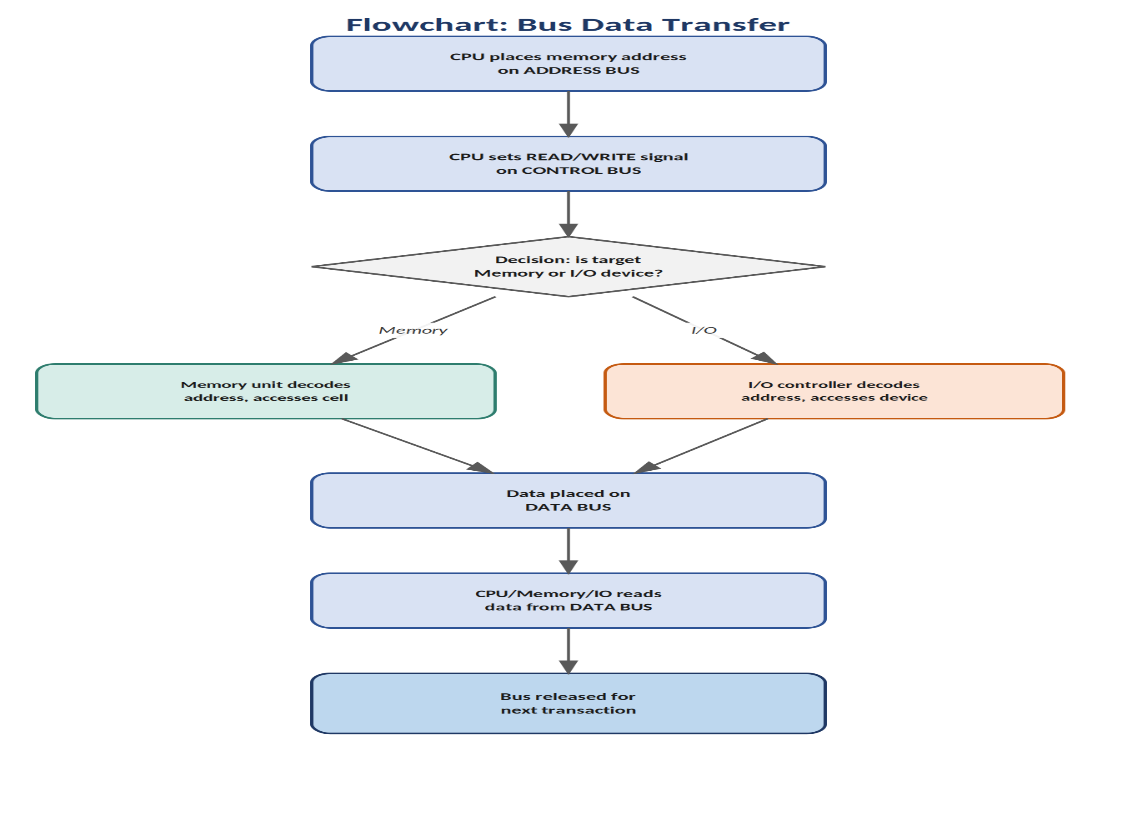 Flowchart: Bus Data Transfer
CPU places memory address
on ADDRESS BUS
CPU sets READ/WRITE signal
on CONTROL BUS
Decision: is target
Memory or I/O device?
Memory
I/O
Memory unit decodes
address, accesses cell
I/O controller decodes
address, accesses device
Data placed on
DATA BUS
CPU/Memory/IO reads
data from DATA BUS
Bus released for
next transaction